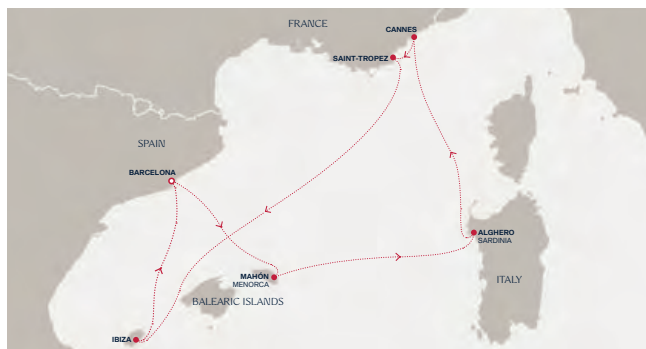 FRANCE
CANNES
SAINT-TROPEZ
SPAIN
BARCELONA
ALGHERO
SARDINIA
MAHÓN
MENORCA
ITALY
BALEARIC ISLANDS
IBIZA